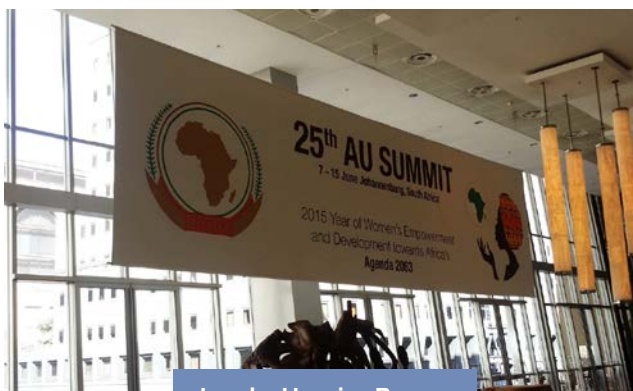 25th AU SUMMIT
7 - 15 June Johannesburg, South Africa
2015 Year of Women's Empowerment
and Development towards Africa's
Agenda 2063